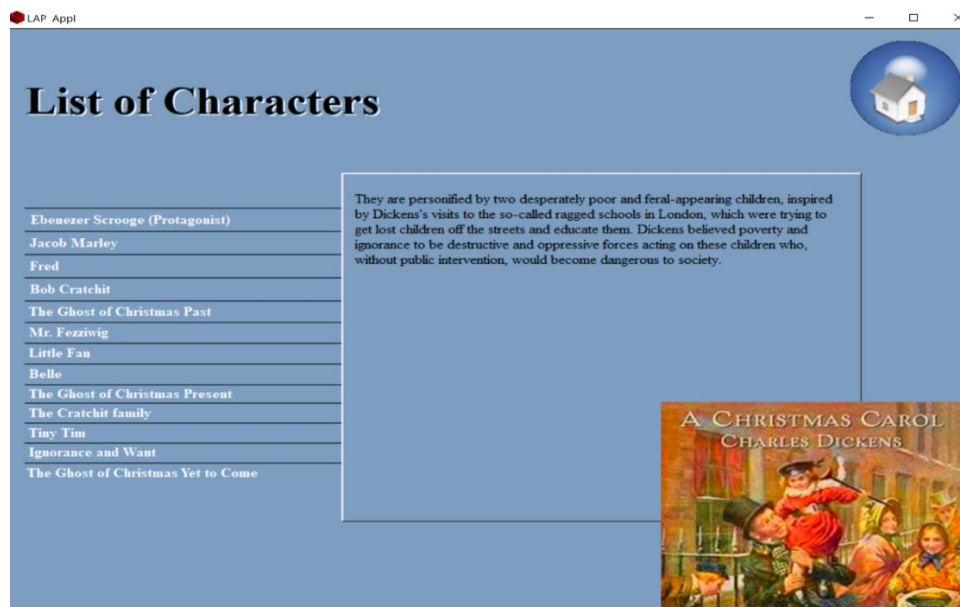 LAP Appl
List of Characters
Ebenezer Scrooge (Protagonist)
Jacob Marley
Fred
Bob Cratchit
The Ghost of Christmas Past
Mr. Fezziwig
Little Fan
Belle
The Ghost of Christmas Present
The Cratchit family
Tiny Tim
Ignorance and Want
The Ghost of Christmas Yet to Come
They are personified by two desperately poor and feral-appearing children, inspired
by Dickens's visits to the so-called ragged schools in London, which were trying to
get lost children off the streets and educate them. Dickens believed poverty and
ignorance to be destructive and oppressive forces acting on these children who,
without public intervention, would become dangerous to society.
A CHRISTMAS CAROL
CHARLES DICKENS